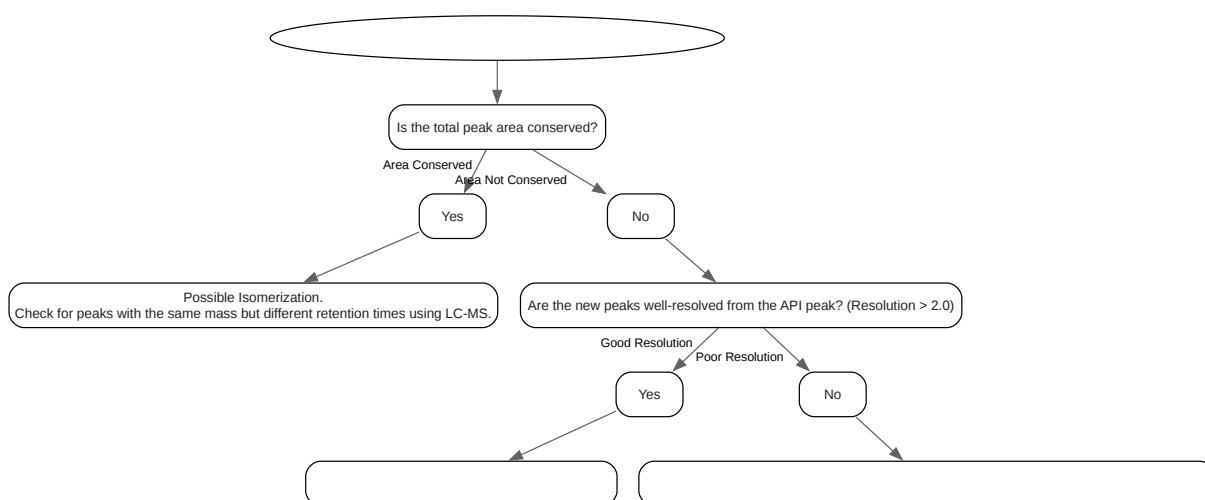 Is the total peak area conserved?
Area Conserved
Area Not Conserved
Yes
No
Possible Isomerization.
Check for peaks with the same mass but different retention times using LC-MS.
Are the new peaks well-resolved from the API peak? (Resolution > 2.0)
Good Resolution
Poor Resolution
Yes
No